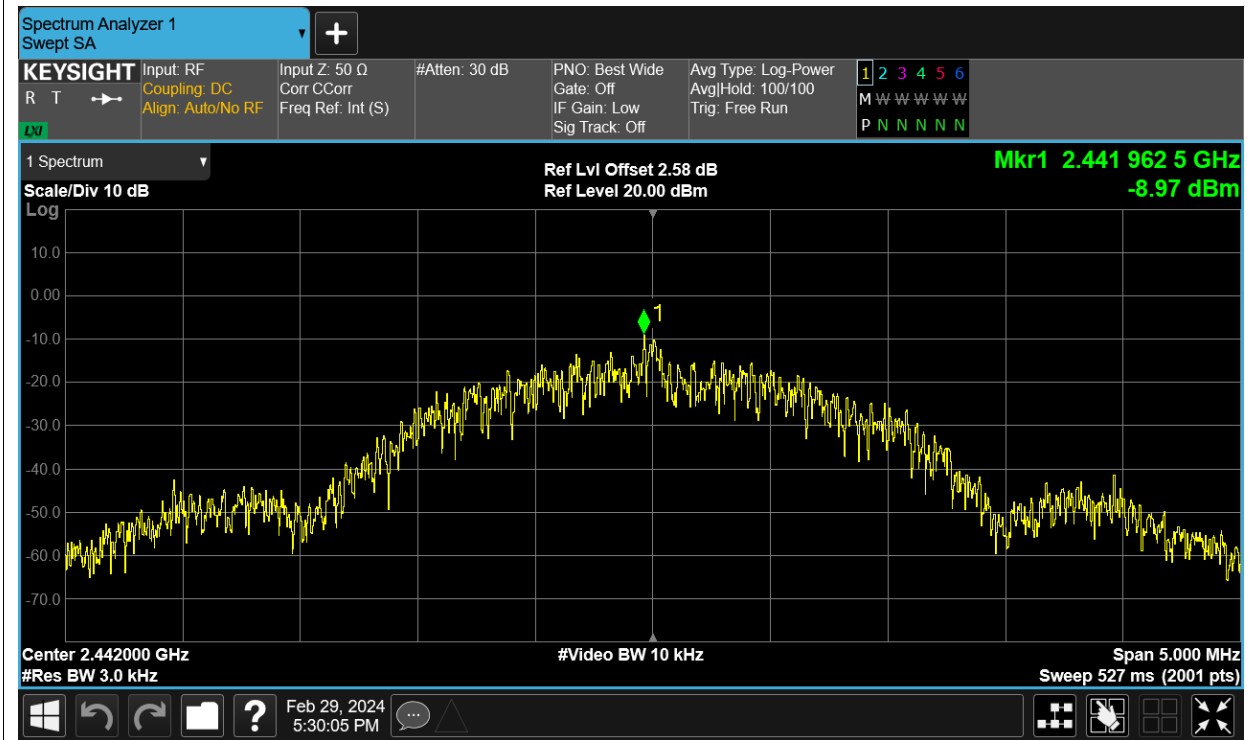 Spectrum Analyzer 1
Swept SA
KEYSIGHT
R T
LXI
Input: RF
Coupling: DC
Align: Auto/No RF
Input Z: 50 Ω
Corr CCorr
Freq Ref: Int (S)
#Atten: 30 dB
PNO: Best Wide
Gate: Off
IF Gain: Low
Sig Track: Off
Avg Type: Log-Power
Avg|Hold: 100/100
Trig: Free Run
1 2 3 4 5 6
M W W W W W W
P N N N N N N
1 Spectrum
Scale/Div 10 dB
Log
Ref Lvl Offset 2.58 dB
Ref Level 20.00 dBm
Mkr1 2.441 962 5 GHz
-8.97 dBm
10.0
0.00
1
-10.0
-20.0
-30.0
-40.0
-50.0
-60.0
-70.0
Center 2.442000 GHz
#Res BW 3.0 kHz
#Video BW 10 kHz
Span 5.000 MHz
Sweep 527 ms (2001 pts)
?
Feb 29, 2024
5:30:05 PM